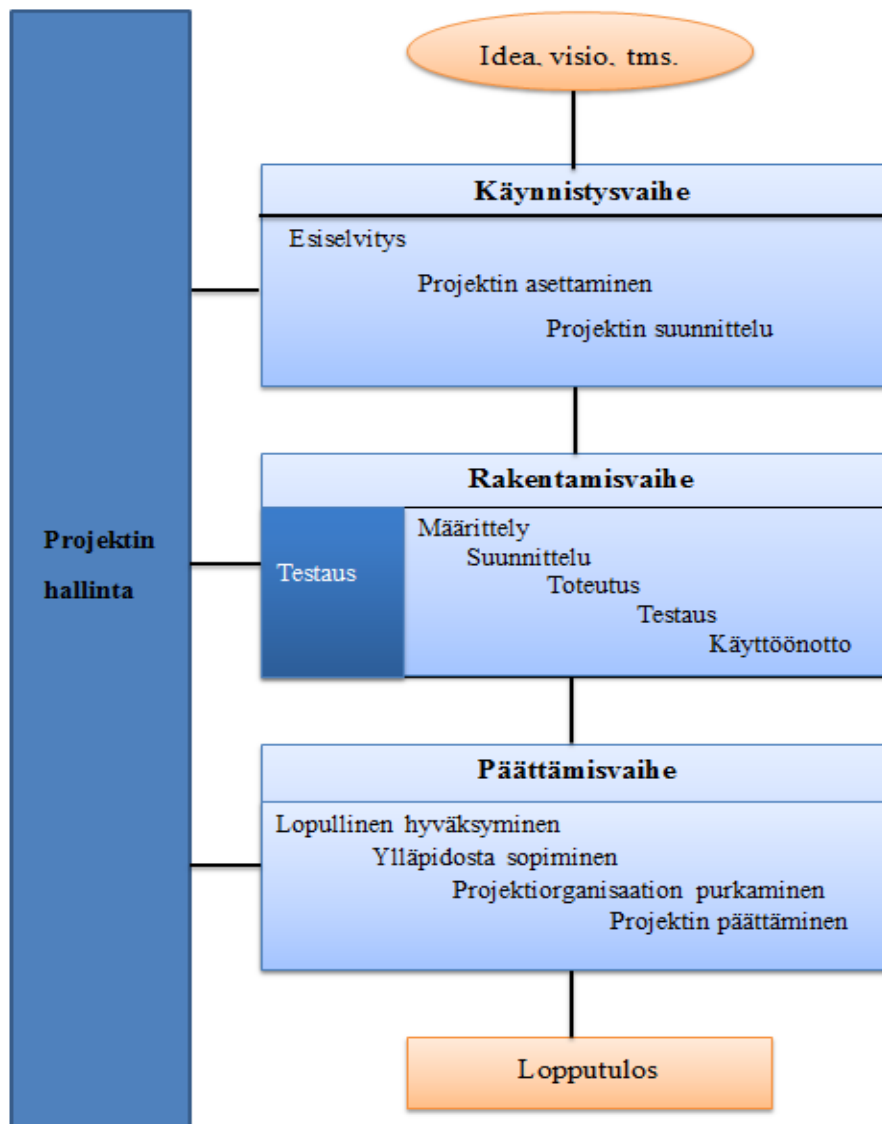 Idea, visio, tms.
Käynnistysvaihe
Esiselvitys
Projektin asettaminen
Projektin suunnittelu
Rakentamisvaihe
Projektin
hallinta
Testaus
Määrittely
Suunnittelu
Toteutus
Testaus
Käyttöönotto
Päättämisvaihe
Lopullinen hyväksyminen
Ylläpidosta sopiminen
Projektiorganisaation purkaminen
Projektin päättäminen
Lopputulos